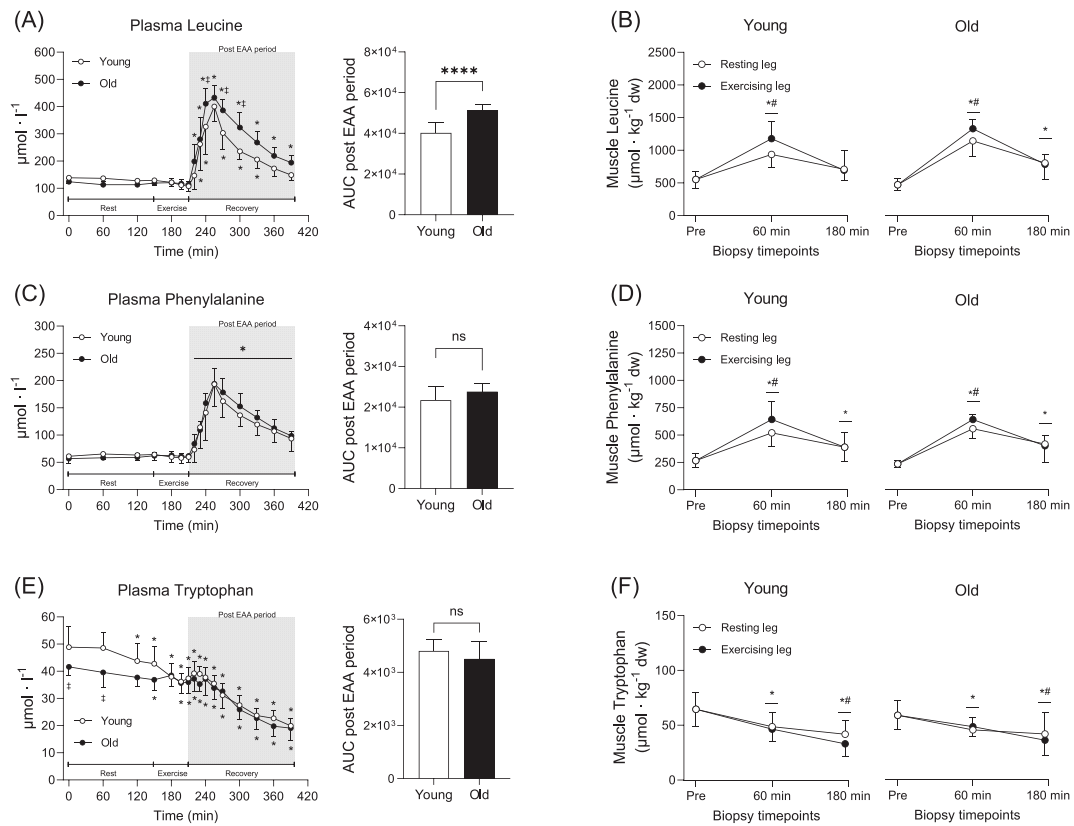 (A)
Plasma Leucine
Post EAA period
Young
Old
µmol · l-1
600
500
400
300
200
100
0
*‡ * *‡ *‡ * * *
* * * * * *
Rest
Exercise
Recovery
0 60 120 180 240 300 360 420
Time (min)
AUC post EAA period
8×10⁴
6×10⁴
4×10⁴
2×10⁴
0
****
Young Old
(B)
Young
Old
Muscle Leucine
(µmol · kg-1 dw)
2500
2000
1500
1000
500
0
Resting leg
Exercising leg
*#
*#
*
Pre 60 min 180 min
Pre 60 min 180 min
Biopsy timepoints
Biopsy timepoints
(C)
Plasma Phenylalanine
Post EAA period
Young
Old
µmol · l-1
300
250
200
150
100
50
0
*
Rest
Exercise
Recovery
0 60 120 180 240 300 360 420
Time (min)
AUC post EAA period
4×10⁴
3×10⁴
2×10⁴
1×10⁴
0
ns
Young Old
(D)
Young
Old
Muscle Phenylalanine
(µmol · kg-1 dw)
1500
1250
1000
750
500
250
0
Resting leg
Exercising leg
*#
*
*#
*
Pre 60 min 180 min
Pre 60 min 180 min
Biopsy timepoints
Biopsy timepoints
(E)
Plasma Tryptophan
Post EAA period
µmol · l-1
60
50
40
30
20
10
0
‡
‡
Young
Old
Rest
Exercise
Recovery
0 60 120 180 240 300 360 420
Time (min)
AUC post EAA period
6×10³
4×10³
2×10³
0
ns
Young Old
(F)
Young
Old
Muscle Tryptophan
(µmol · kg-1 dw)
150
100
50
0
Resting leg
Exercising leg
*
*#
*
*#
Pre 60 min 180 min
Pre 60 min 180 min
Biopsy timepoints
Biopsy timepoints